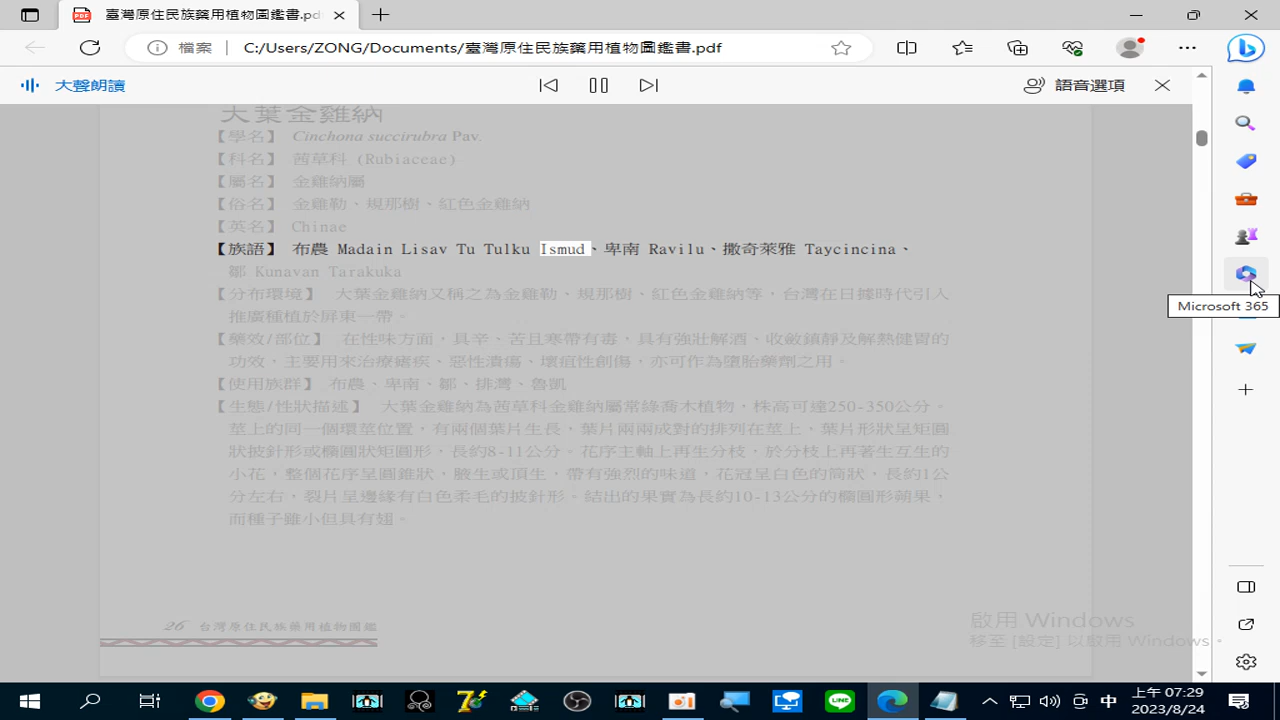 臺灣原住民族藥用植物圖鑑書.pdf
檔案 C:/Users/ZONG/Documents/臺灣原住民族藥用植物圖鑑書.pdf
大聲朗讀
語音選項
大葉金雞納
【學名】 Cinchona succirubra Pav.
【科名】 茜草科 (Rubiaceae)
【屬名】 金雞納屬
【俗名】 金雞勒、規那樹、紅色金雞納
【英名】 Chinae
【族語】 布農 Madain Lisav Tu Tulku Ismud、卑南 Ravilu、撒奇萊雅 Taycincina、
鄒 Kunavan Tarakuka
【分布環境】 大葉金雞納又稱之為金雞勒、規那樹、紅色金雞納等，台灣在日據時代引入
推廣種植於屏東一帶。
【藥效/部位】 在性味方面，具辛、苦且寒帶有毒，具有強壯解酒、收斂鎮靜及解熱健胃的
功效，主要用來治療瘧疾、惡性潰瘍、壞疽性創傷，亦可作為墮胎藥劑之用。
【使用族群】 布農、卑南、鄒、排灣、魯凱
【生態/性狀描述】 大葉金雞納為茜草科金雞納屬常綠喬木植物，株高可達250-350公分。
莖上的同一個環莖位置，有兩個葉片生長，葉片兩兩成對的排列在莖上、葉片形狀呈矩圓
狀披針形或橢圓狀矩圓形，長約8-11公分。花序主軸上再生分枝，於分枝上再著生互生的
小花，整個花序呈圓錐狀，腋生或頂生，帶有強烈的味道，花冠呈白色的筒狀，長約1公
分左右，裂片呈邊緣有白色柔毛的披針形。結出的果實為長約10-13公分的橢圓形蒴果，
而種子雖小但具有翅。
26 台灣原住民族藥用植物圖鑑
Microsoft 365
啟用 Windows
移至 [設定] 以啟用 Windows。
中
上午 07:29
2023/8/24